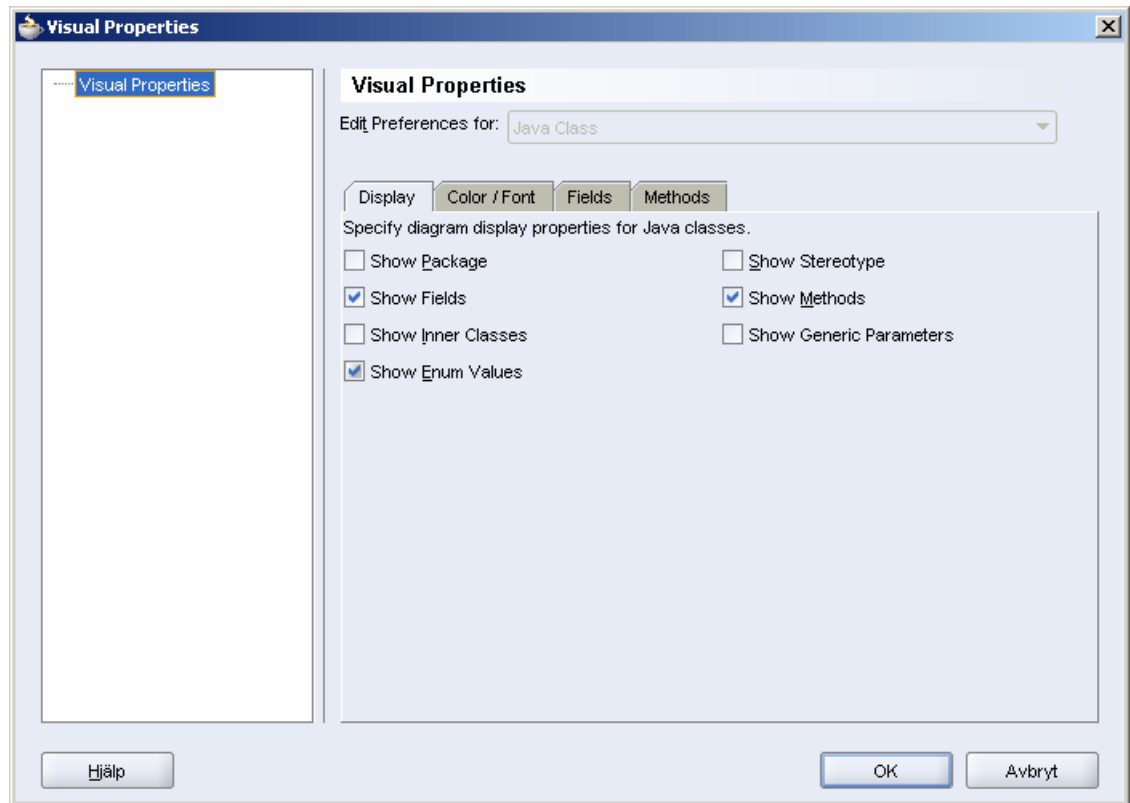 Visual Properties
Visual Properties
Visual Properties
Edit Preferences for: Java Class
Display Color / Font Fields Methods
Specify diagram display properties for Java classes.
Show Package Show Stereotype
Show Fields Show Methods
Show Inner Classes Show Generic Parameters
Show Enum Values
Hjälp OK Avbryt